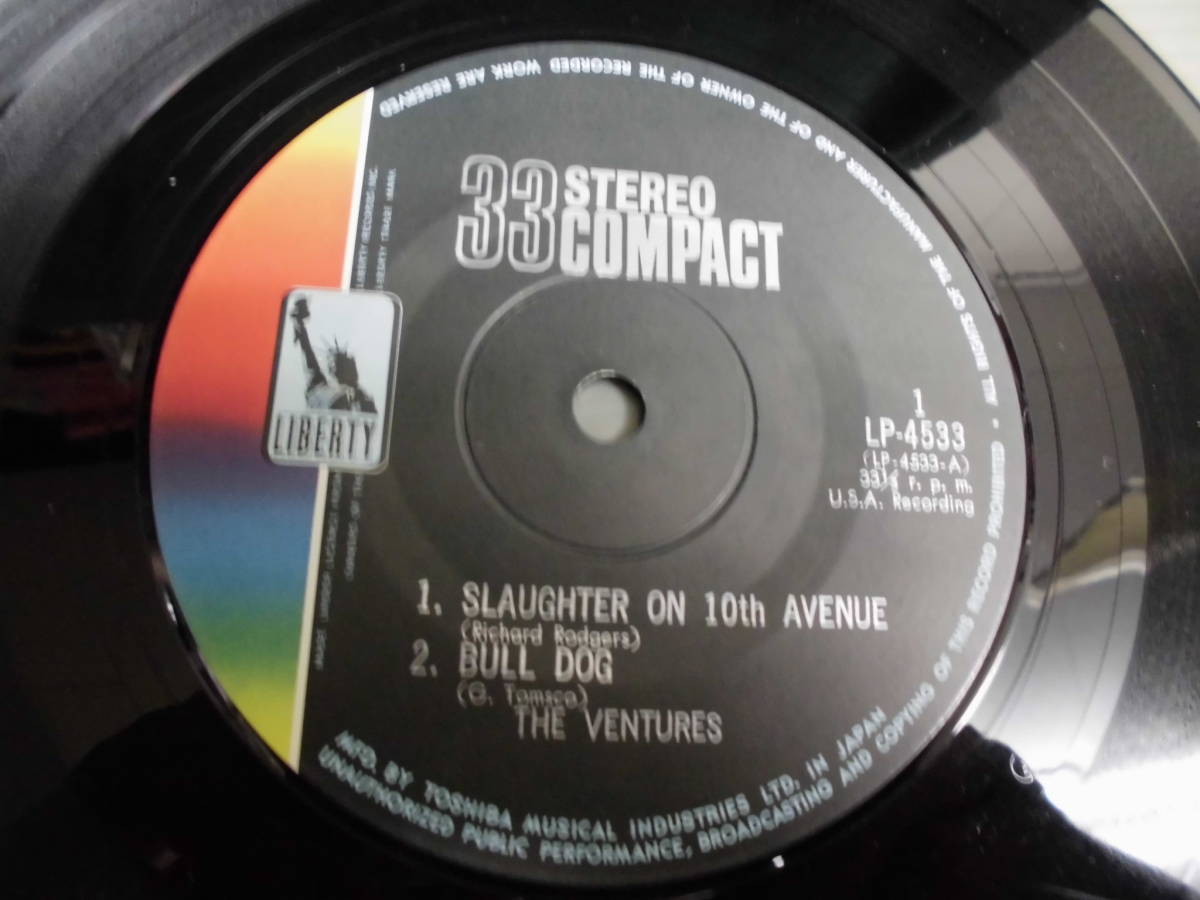 33 STEREO
COMPACT
LIBERTY
1
LP-4533
(LP-4533-A)
33⅓ r. p. m.
U.S.A. Recording
1. SLAUGHTER ON 10th AVENUE
(Richard Rodgers)
2. BULL DOG
(G. Tomsco)
THE VENTURES
MFD. BY TOSHIBA MUSICAL INDUSTRIES LTD. IN JAPAN
ALL RIGHTS OF THE MANUFACTURER AND OF THE OWNER OF THE RECORDED WORK ARE RESERVED
UNAUTHORIZED PUBLIC PERFORMANCE, BROADCASTING AND COPYING OF THIS RECORD PROHIBITED •